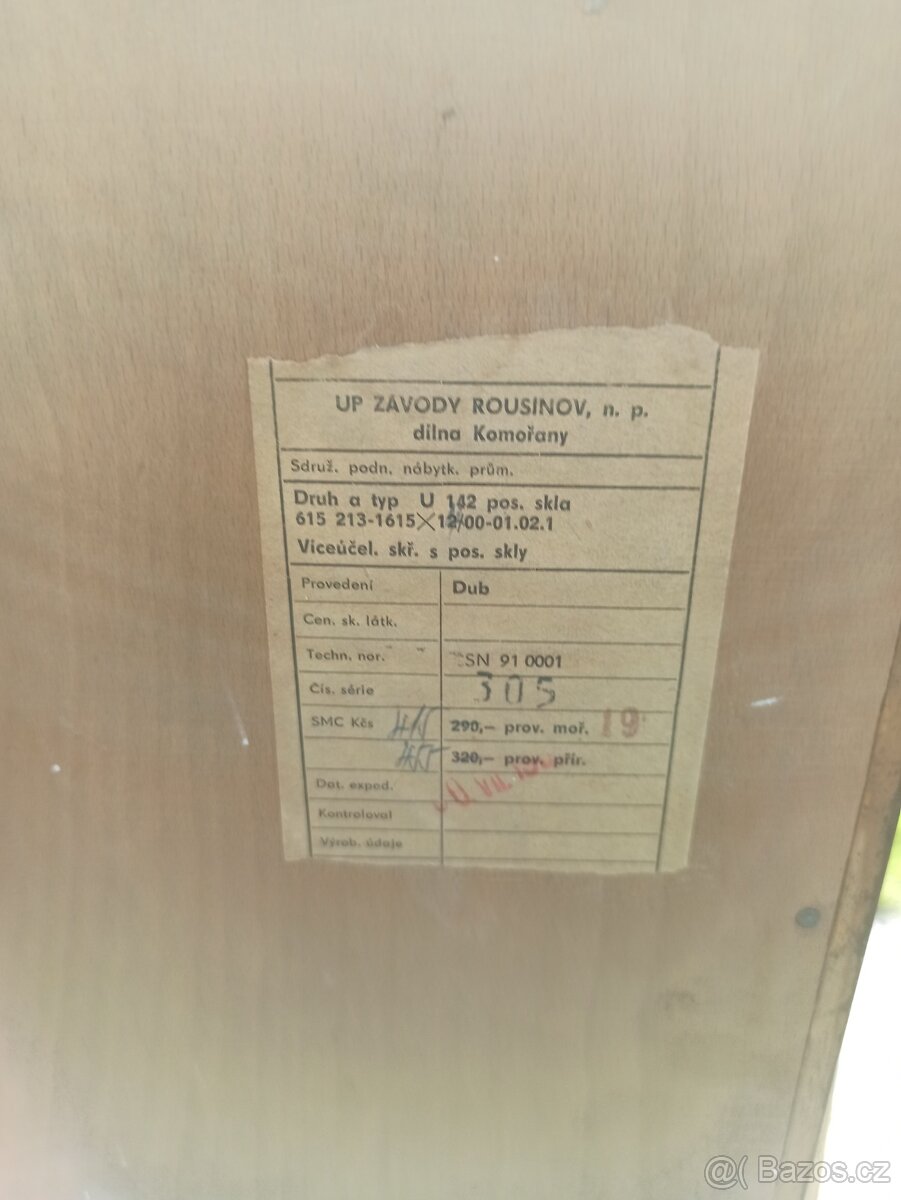 UP ZÁVODY ROUSÍNOV, n. p.
dílna Komořany
Sdruž. podn. nábytk. prům.
Druh a typ U 142 pos. skla
615 213-1615×12/00-01.02.1
Víceúčel. skř. s pos. skly
Provedení Dub
Cen. sk. látk.
Techn. nor. ČSN 91 0001
Čís. série 305
SMC Kčs 290,– prov. moř. 19
320,– prov. přír.
Dat. exped.
Kontroloval
Výrob. údaje
@( Bazos.cz